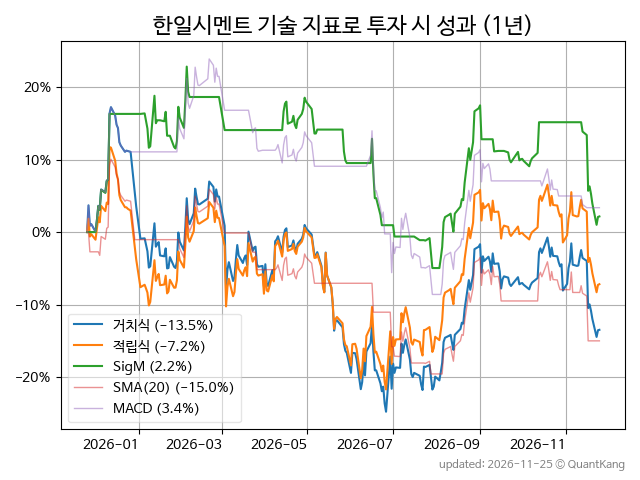 한일시멘트 기술 지표로 투자 시 성과 (1년)
20%
10%
0%
−10%
−20%
거치식 (−13.5%)
적립식 (−7.2%)
SigM (2.2%)
SMA(20) (−15.0%)
MACD (3.4%)
2026-01 2026-03 2026-05 2026-07 2026-09 2026-11
updated: 2026-11-25 © QuantKang